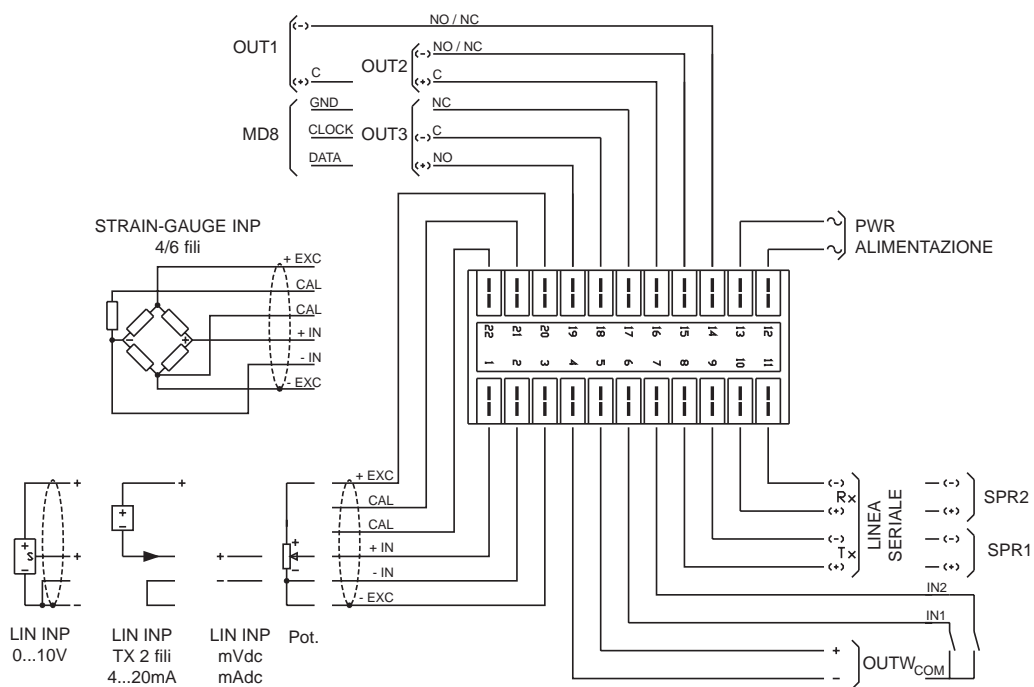 NO / NC
OUT1
(-)
(+) C
OUT2
(-) NO / NC
(+) C
MD8
GND
CLOCK
DATA
OUT3
NC
(-) C
(+) NO
STRAIN-GAUGE INP
4/6 fili
+ EXC
CAL
CAL
+ IN
- IN
- EXC
- +
PWR
ALIMENTAZIONE
22 21 20 19 18 17 16 15 14 13 12
1 2 3 4 5 6 7 8 9 10 11
+ EXC
CAL
CAL
+ IN
- IN
- EXC
+
+
-
+
S
-
LIN INP
0...10V
+
+
-
+
-
LIN INP
TX 2 fili
4...20mA
+
-
LIN INP
mVdc
mAdc
+
-
Pot.
(-)
Rx
(+)
(-)
Tx
(+)
LINEA
SERIALE
(-)
(+)
SPR2
(-)
(+)
SPR1
IN2
IN1
+
-
OUTW
COM